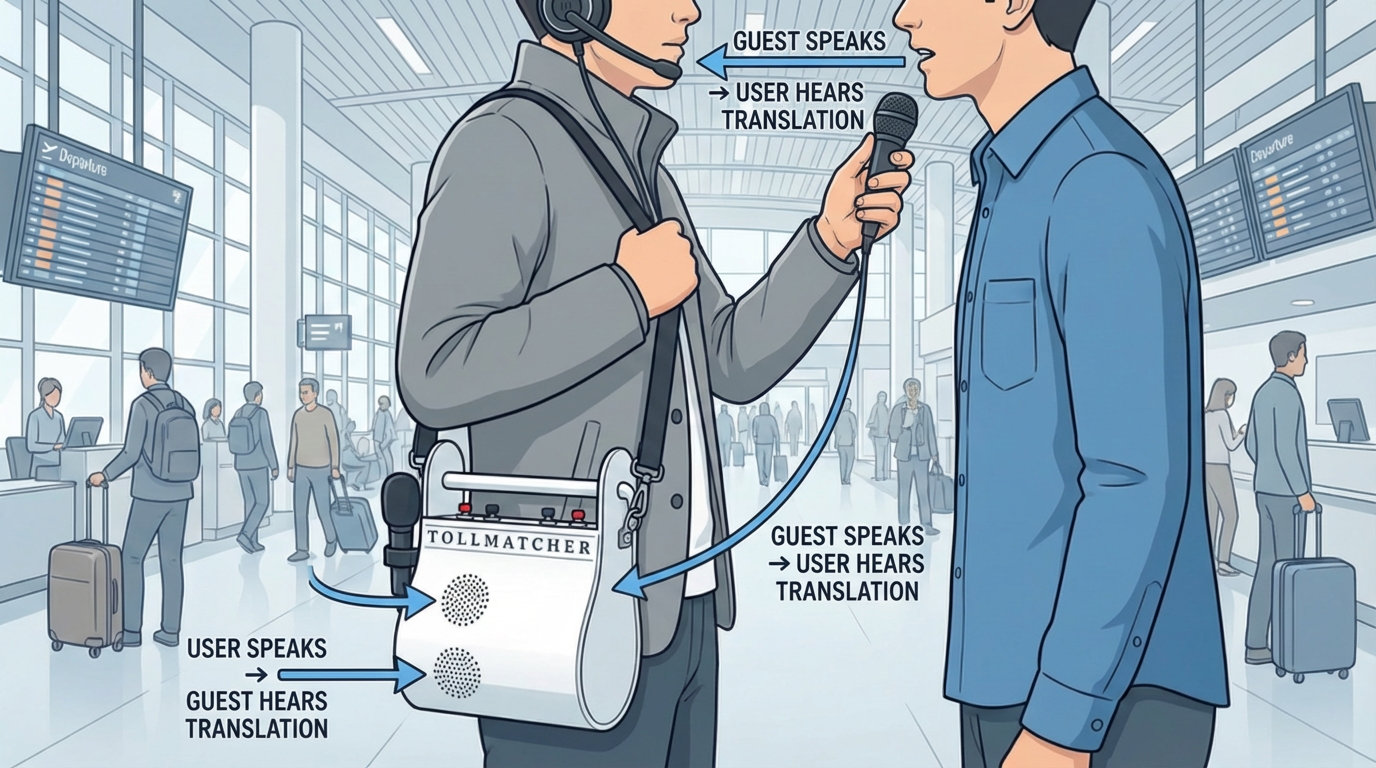 GUEST SPEAKS
→ USER HEARS
TRANSLATION
Departure
Departure
TOLLMATCHER
GUEST SPEAKS
→ USER HEARS
TRANSLATION
USER SPEAKS
→
GUEST HEARS
TRANSLATION